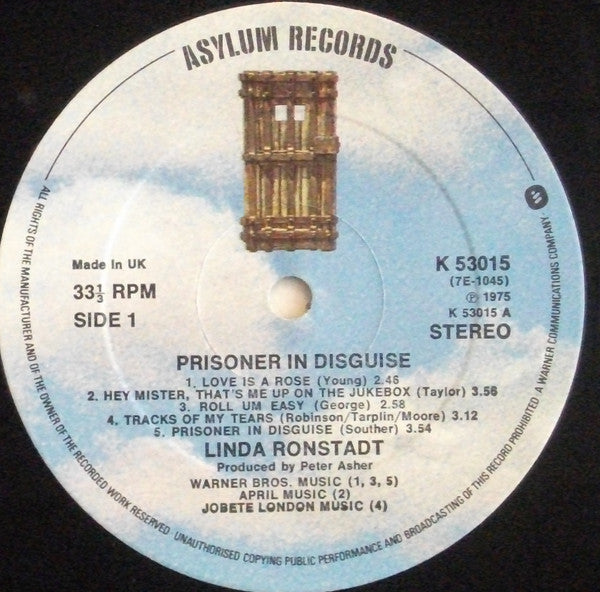 ASYLUM RECORDS
Made in UK
33⅓ RPM
SIDE 1
K 53015
(7E-1045)
℗ 1975
K 53015 A
STEREO
PRISONER IN DISGUISE
1. LOVE IS A ROSE (Young) 2.46
2. HEY MISTER, THAT'S ME UP ON THE JUKEBOX (Taylor) 3.56
3. ROLL UM EASY (George) 2.58
4. TRACKS OF MY TEARS (Robinson/Tarplin/Moore) 3.12
5. PRISONER IN DISGUISE (Souther) 3.54
LINDA RONSTADT
Produced by Peter Asher
WARNER BROS. MUSIC (1, 3, 5)
APRIL MUSIC (2)
JOBETE LONDON MUSIC (4)
ALL RIGHTS OF THE MANUFACTURER AND OF THE OWNER OF THE RECORDED WORK RESERVED UNAUTHORISED COPYING PUBLIC PERFORMANCE AND BROADCASTING OF THIS RECORD PROHIBITED · A WARNER COMMUNICATIONS COMPANY